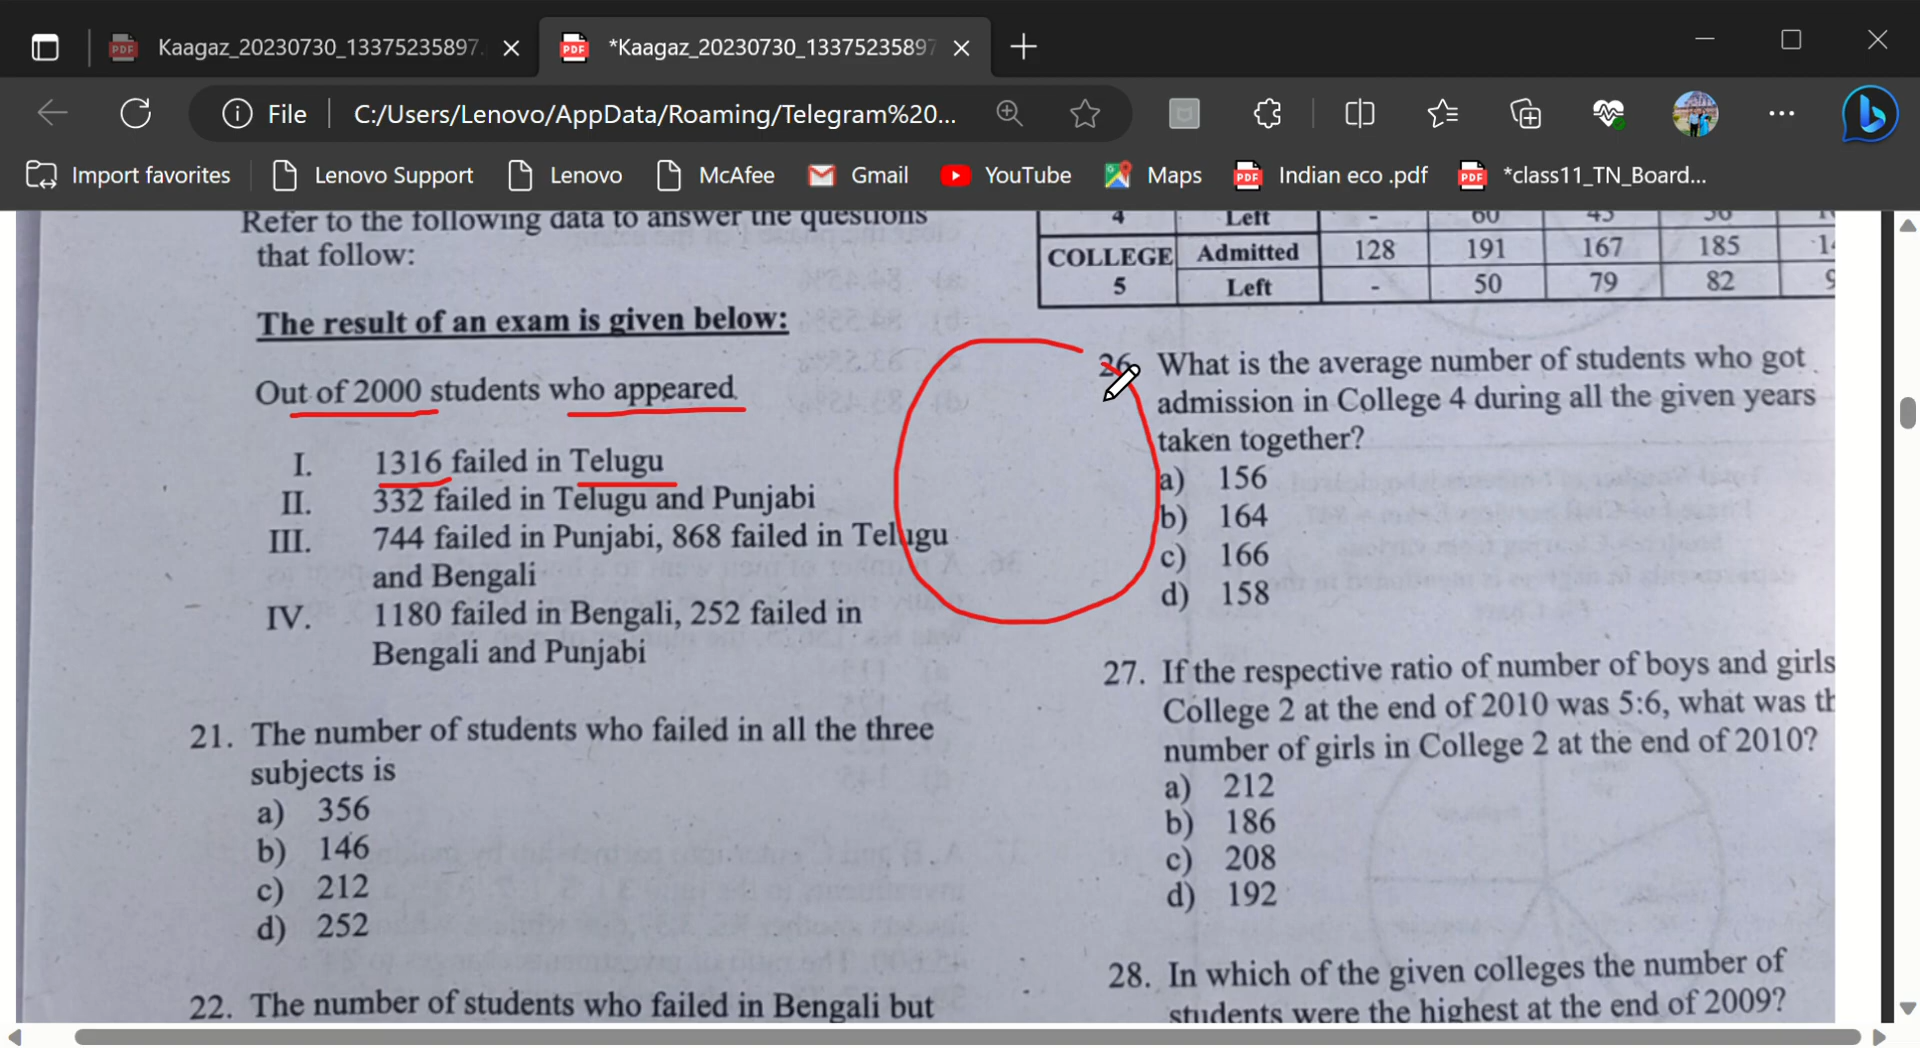 Kaagaz_20230730_13375235897.
*Kaagaz_20230730_13375235897
File
C:/Users/Lenovo/AppData/Roaming/Telegram%20...
Import favorites
Lenovo Support
Lenovo
McAfee
Gmail
YouTube
Maps
Indian eco .pdf
*class11_TN_Board...
Refer to the following data to answer the questions
that follow:
The result of an exam is given below:
Out of 2000 students who appeared
I. 1316 failed in Telugu
II. 332 failed in Telugu and Punjabi
III. 744 failed in Punjabi, 868 failed in Telugu
and Bengali
IV. 1180 failed in Bengali, 252 failed in
Bengali and Punjabi
21. The number of students who failed in all the three
subjects is
a) 356
b) 146
c) 212
d) 252
22. The number of students who failed in Bengali but
4 Left - 60 45 56
COLLEGE Admitted 128 191 167 185
5 Left - 50 79 82
26. What is the average number of students who got
admission in College 4 during all the given years
taken together?
a) 156
b) 164
c) 166
d) 158
27. If the respective ratio of number of boys and girls
College 2 at the end of 2010 was 5:6, what was th
number of girls in College 2 at the end of 2010?
a) 212
b) 186
c) 208
d) 192
28. In which of the given colleges the number of
students were the highest at the end of 2009?